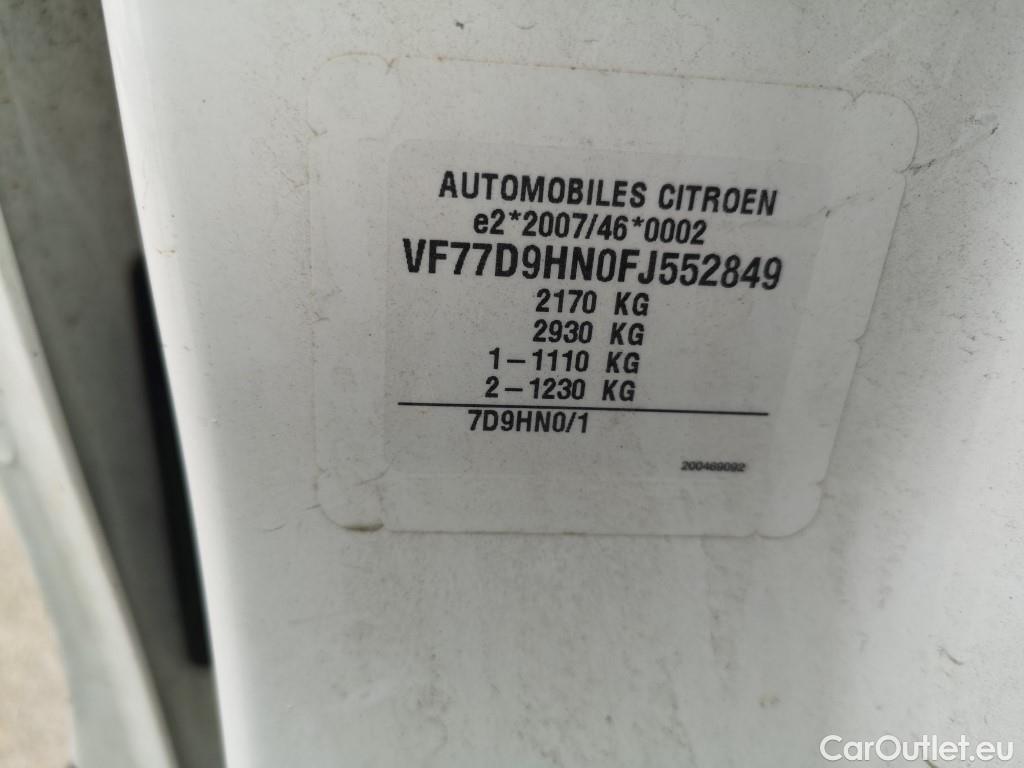 AUTOMOBILES CITROEN
e2*2007/46*0002
VF77D9HN0FJ552849
2170 KG
2930 KG
1-1110 KG
2-1230 KG
7D9HN0/1
200469092
CarOutlet.eu